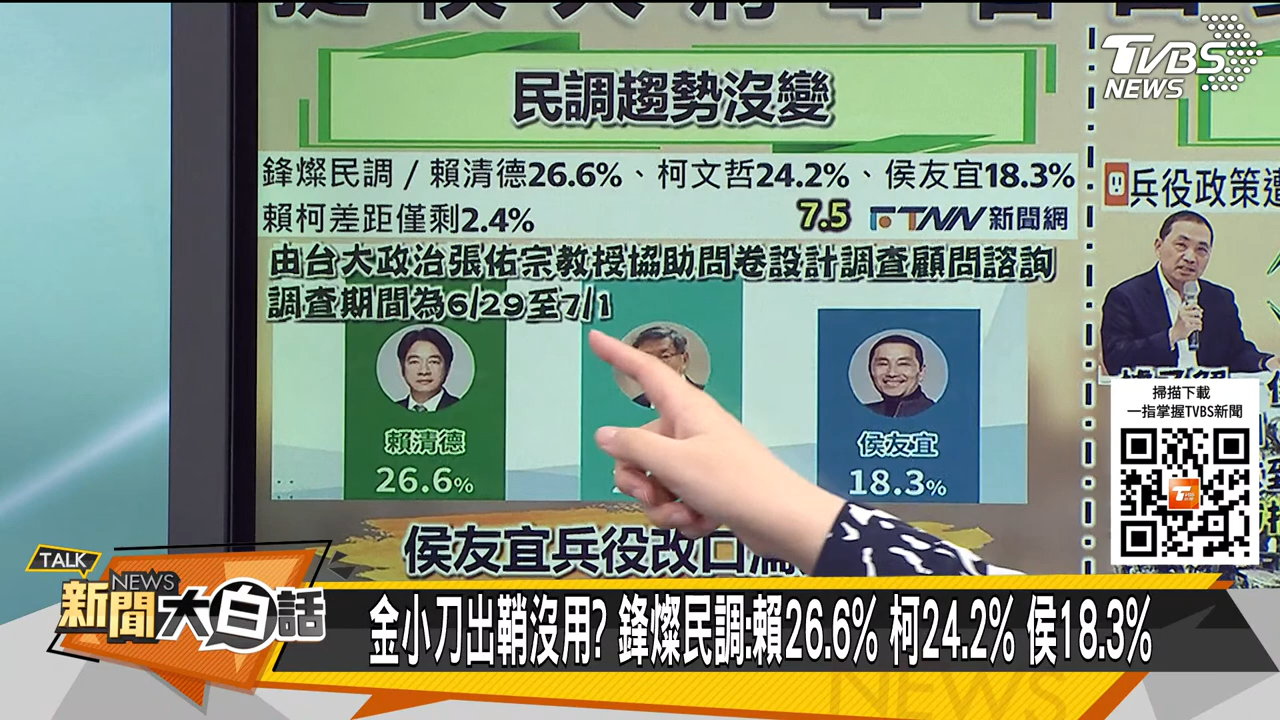 TVBS
NEWS
民調趨勢沒變
鋒燦民調/賴清德26.6%、柯文哲24.2%、侯友宜18.3%
賴柯差距僅剩2.4%
7.5 FTNN 新聞網
由台大政治張佑宗教授協助問卷設計調查顧問諮詢
調查期間為6/29至7/1
賴清德
26.6%
侯友宜
18.3%
侯友宜兵役改口
兵役政策遭
掃描下載
一指掌握TVBS新聞
TALK
NEWS
新聞大白話
金小刀出鞘沒用? 鋒燦民調:賴26.6% 柯24.2% 侯18.3%
NEWS